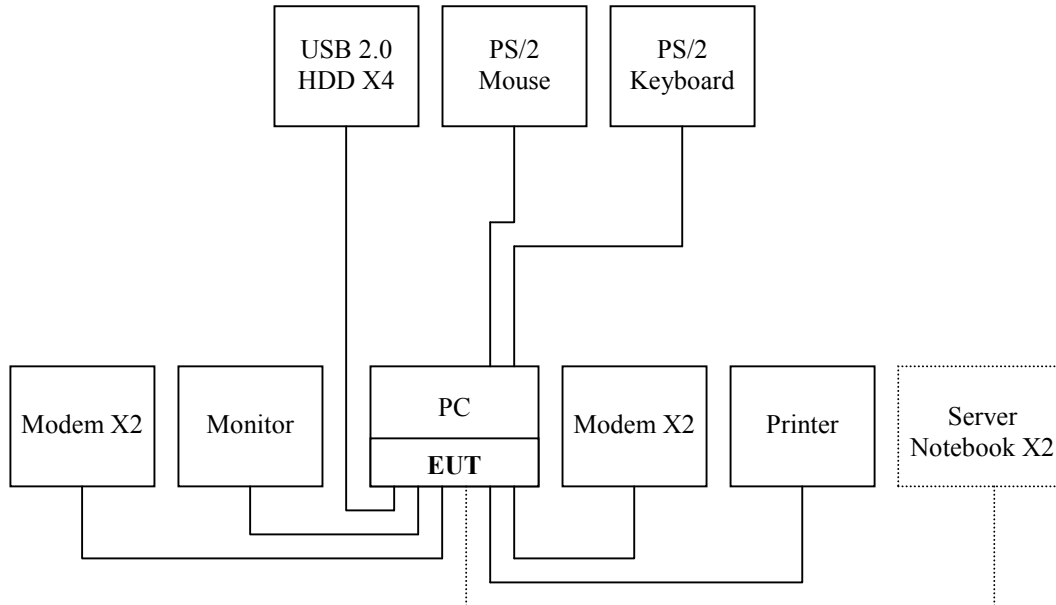 USB 2.0
HDD X4
PS/2
Mouse
PS/2
Keyboard
Modem X2
Monitor
PC
EUT
Modem X2
Printer
Server
Notebook X2